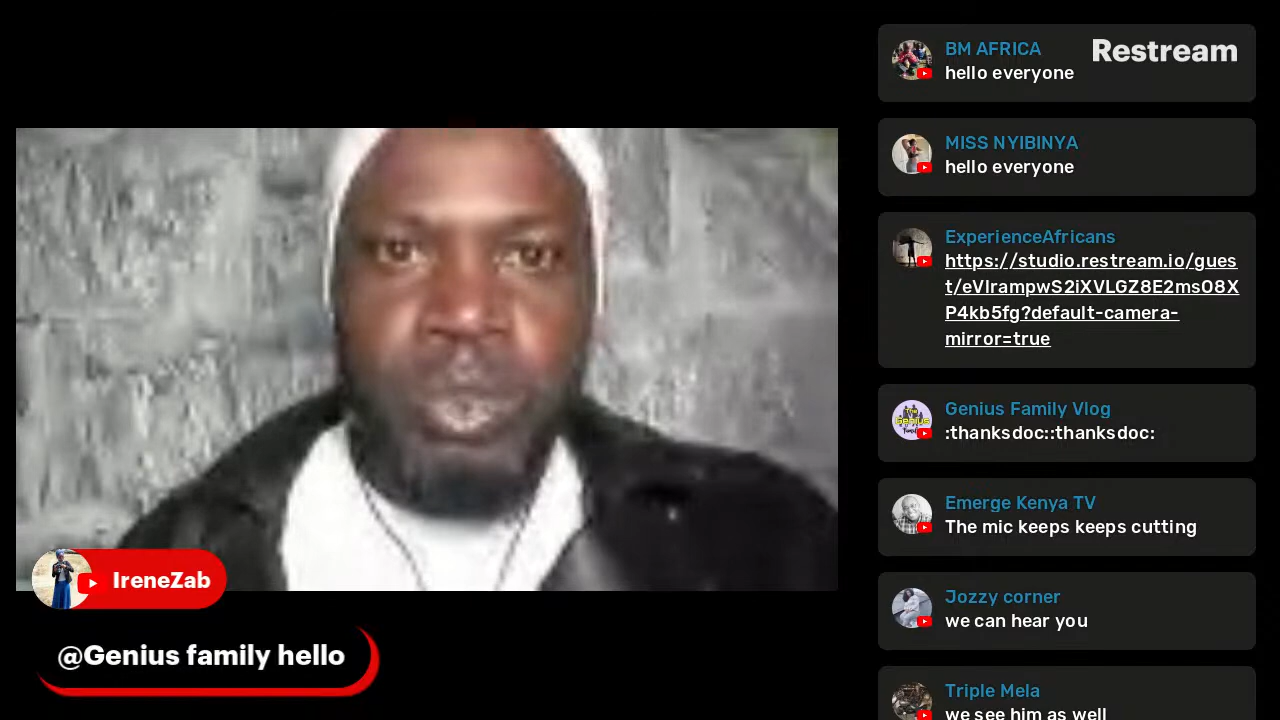 BM AFRICA
hello everyone
Restream
MISS NYIBINYA
hello everyone
ExperienceAfricans
https://studio.restream.io/gues
t/eVIrampwS2iXVLGZ8E2msO8X
P4kb5fg?default-camera-
mirror=true
Genius Family Vlog
:thanksdoc::thanksdoc:
Emerge Kenya TV
The mic keeps keeps cutting
Jozzy corner
we can hear you
Triple Mela
we see him as well
IreneZab
@Genius family hello